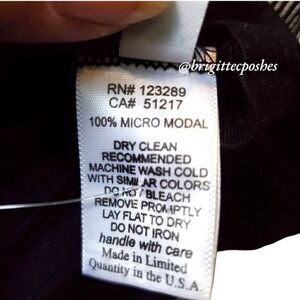 @brigittecposhes
RN# 123289
CA# 51217
100% MICRO MODAL
DRY CLEAN
RECOMMENDED
MACHINE WASH COLD
WITH SIMILAR COLORS
DO NOT BLEACH
REMOVE PROMPTLY
LAY FLAT TO DRY
DO NOT IRON
handle with care
Made in Limited
Quantity in the U.S.A.